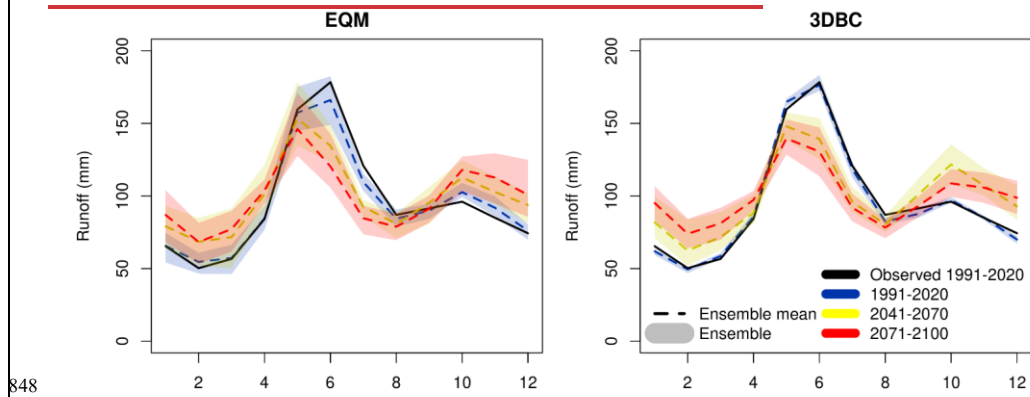 EQM
3DBC
Runoff (mm)
200
150
100
50
0
2 4 6 8 10 12
Runoff (mm)
200
150
100
50
0
Observed 1991-2020
1991-2020
2041-2070
2071-2100
Ensemble mean
Ensemble
2 4 6 8 10 12
848